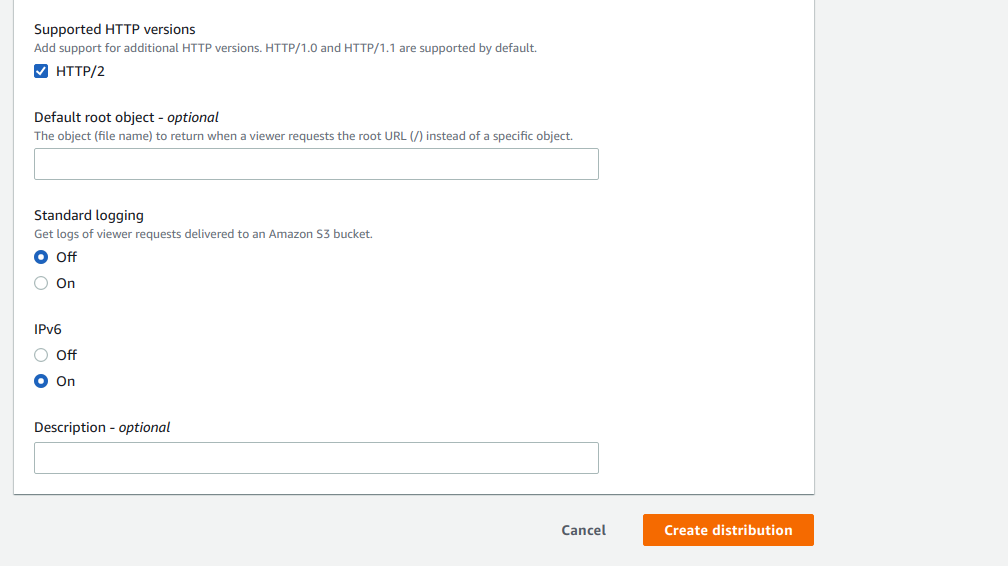 Supported HTTP versions
Add support for additional HTTP versions. HTTP/1.0 and HTTP/1.1 are supported by default.
HTTP/2
Default root object - optional
The object (file name) to return when a viewer requests the root URL (/) instead of a specific object.
Standard logging
Get logs of viewer requests delivered to an Amazon S3 bucket.
Off
On
IPv6
Off
On
Description - optional
Cancel
Create distribution